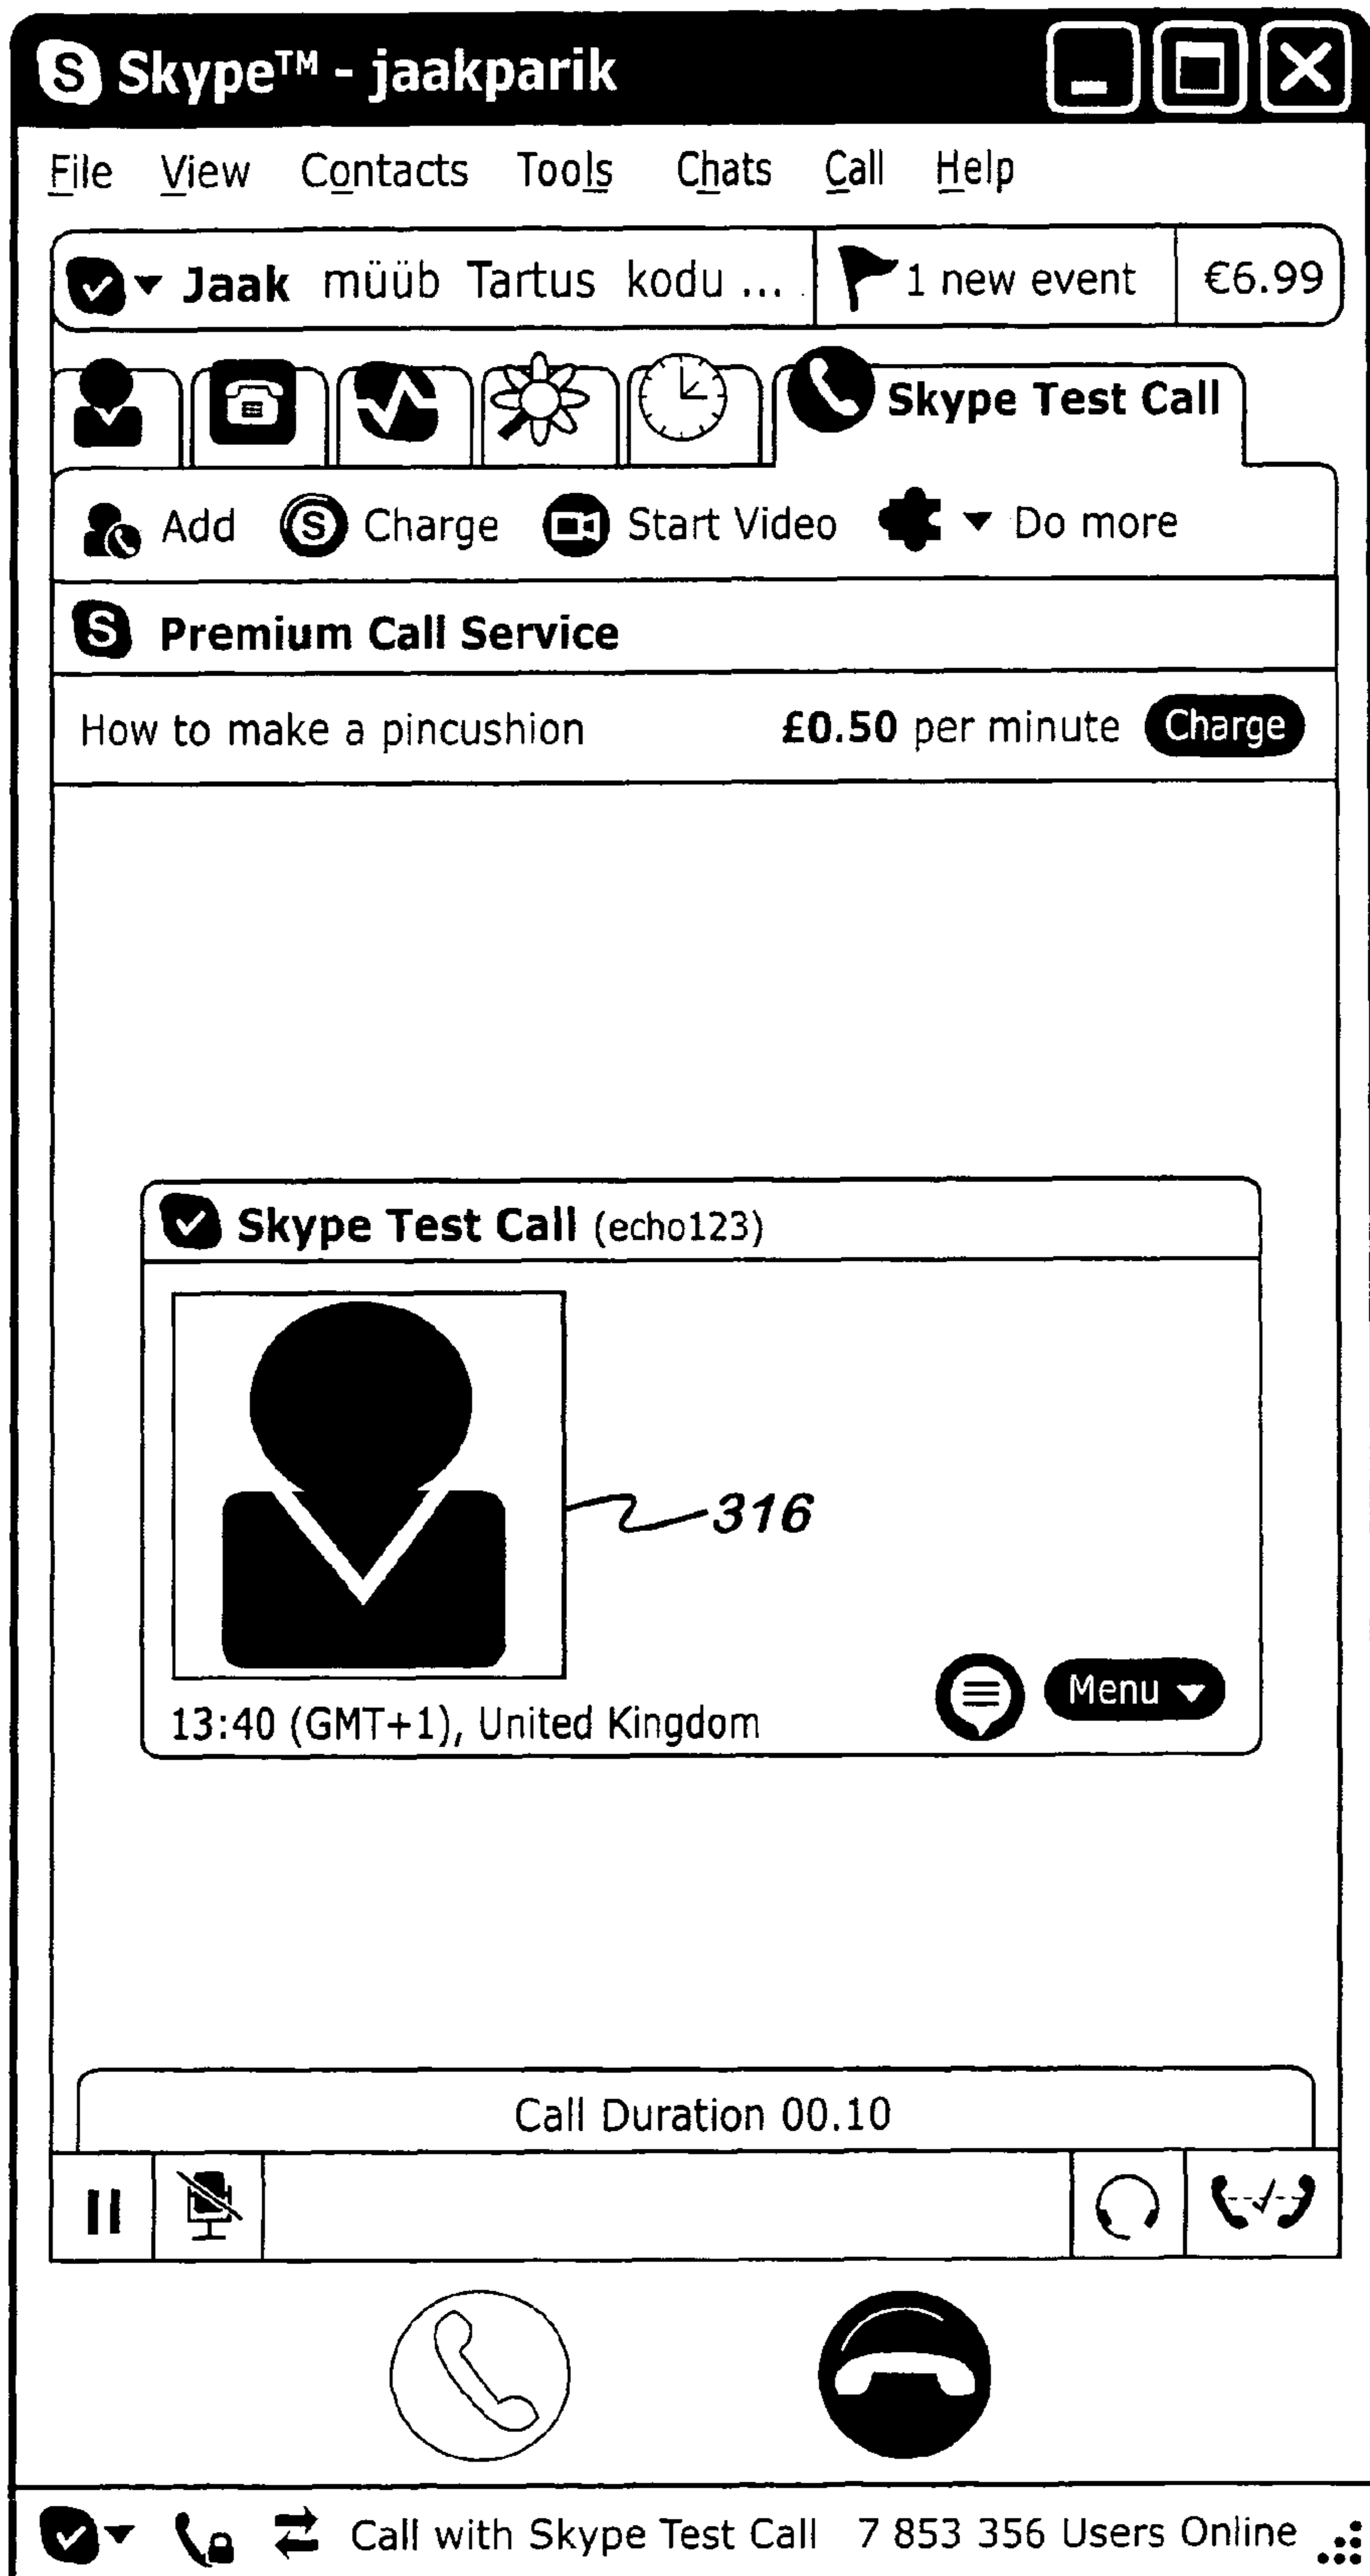 Skype™ - jaakparik
File View Contacts Tools Chats Call Help
Jaak müüb Tartus kodu ... 1 new event €6.99
Skype Test Call
Add Charge Start Video Do more
Premium Call Service
How to make a pincushion £0.50 per minute Charge
Skype Test Call (echo123)
316
Menu
13:40 (GMT+1), United Kingdom
Call Duration 00.10
Call with Skype Test Call 7 853 356 Users Online